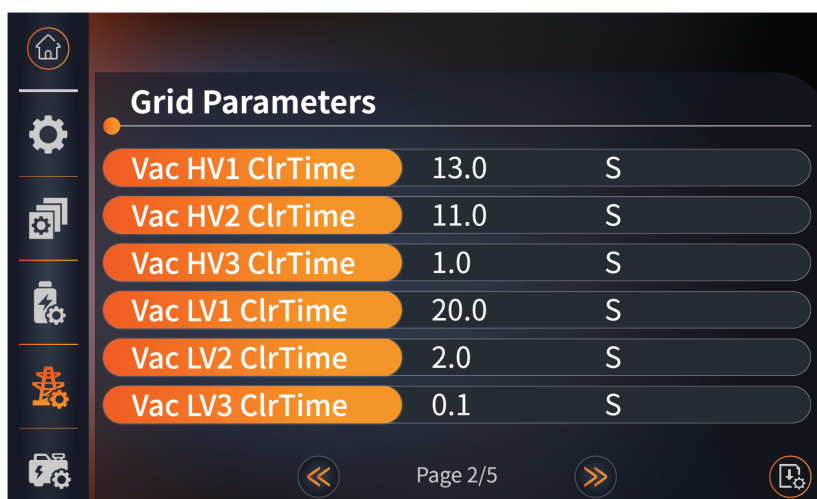 Grid Parameters
Vac HV1 ClrTime 13.0 S
Vac HV2 ClrTime 11.0 S
Vac HV3 ClrTime 1.0 S
Vac LV1 ClrTime 20.0 S
Vac LV2 ClrTime 2.0 S
Vac LV3 ClrTime 0.1 S
Page 2/5